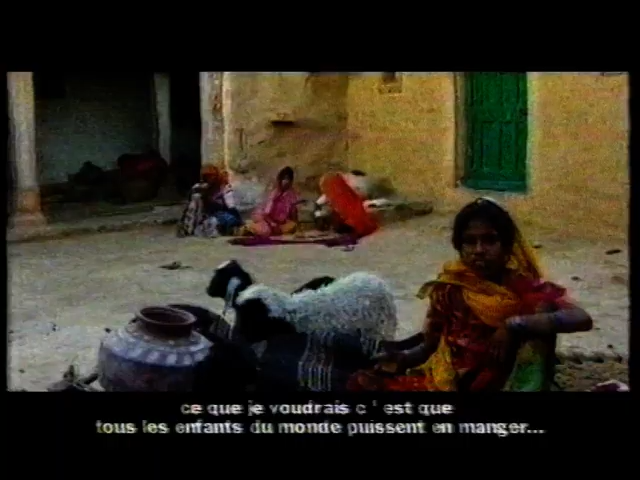 ce que je voudrais c ' est que
tous les enfants du monde puissent en manger...